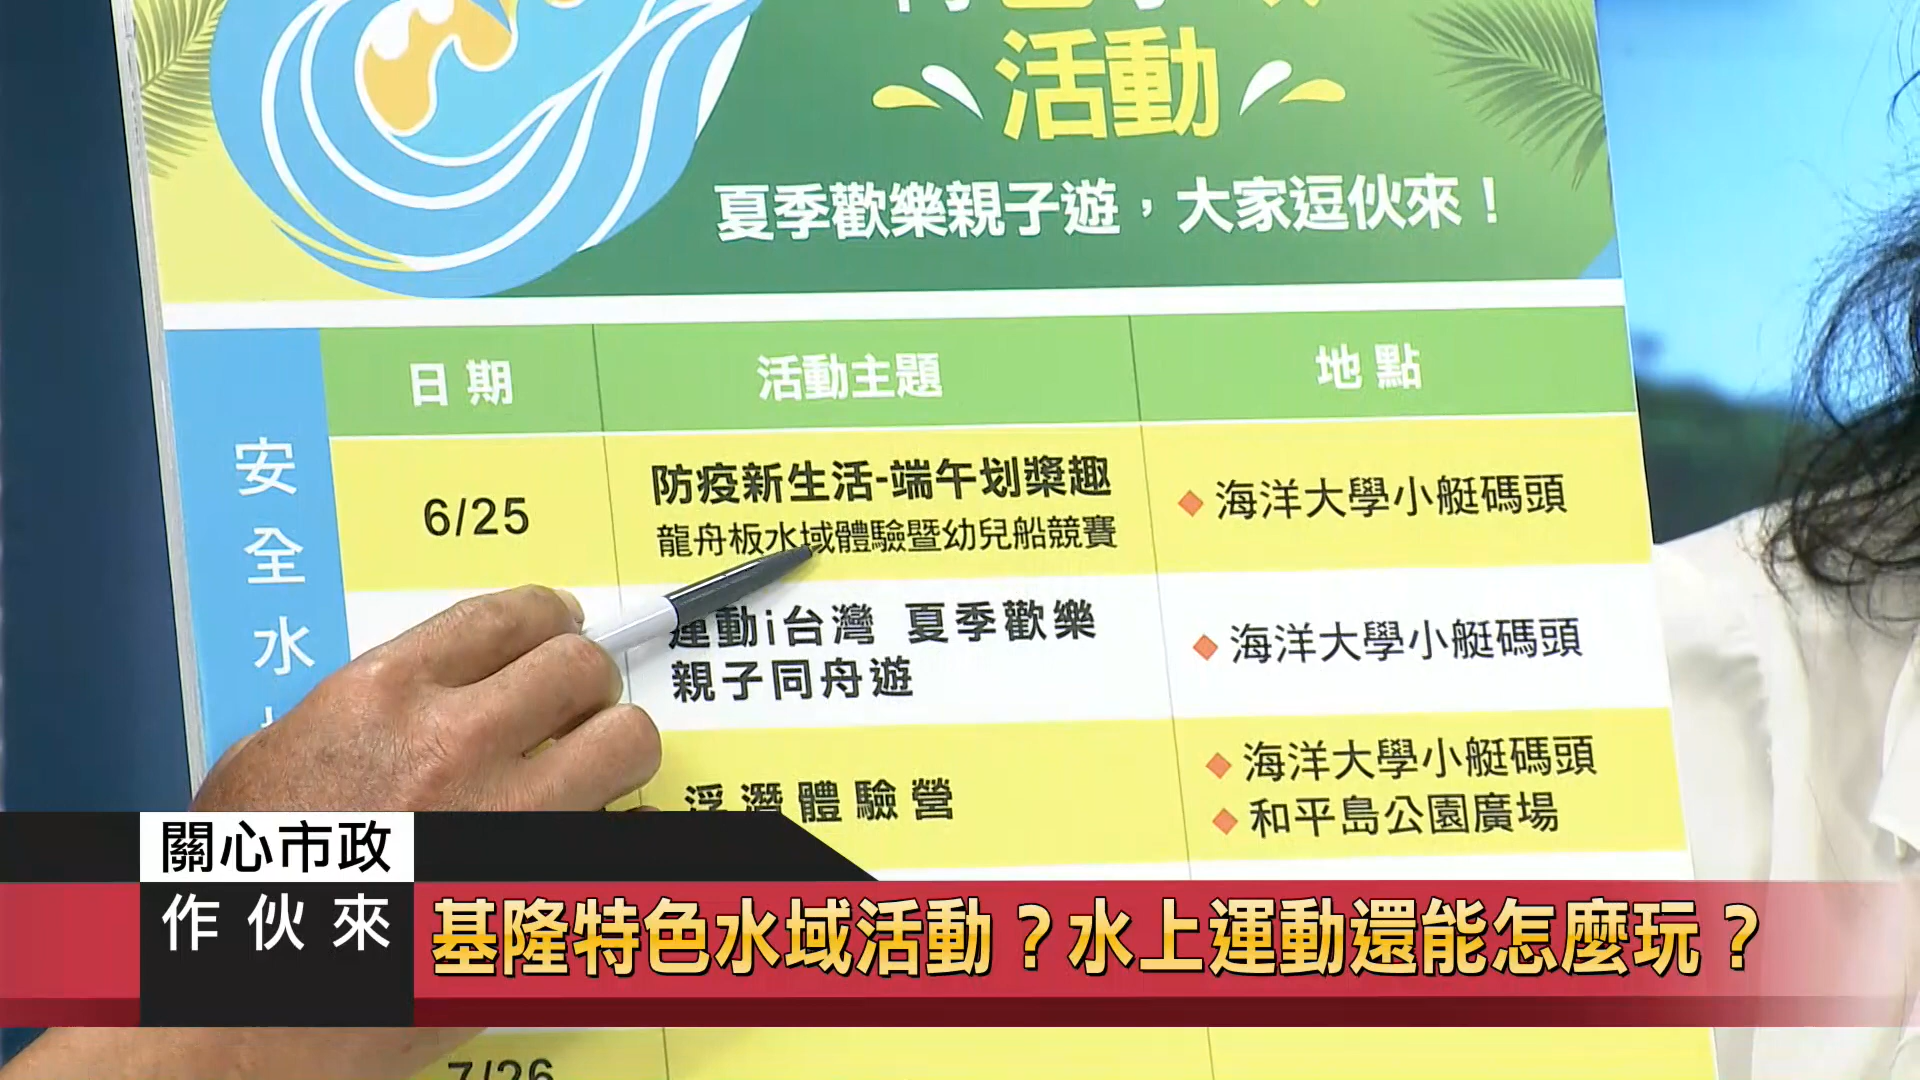 活動
夏季歡樂親子遊，大家逗伙來！
日期
活動主題
地點
安全水
6/25
防疫新生活-端午划槳趣
龍舟板水域體驗暨幼兒船競賽
海洋大學小艇碼頭
運動i台灣 夏季歡樂
親子同舟遊
海洋大學小艇碼頭
浮潛體驗營
海洋大學小艇碼頭
和平島公園廣場
關心市政
作伙來
基隆特色水域活動？水上運動還能怎麼玩？
7/26